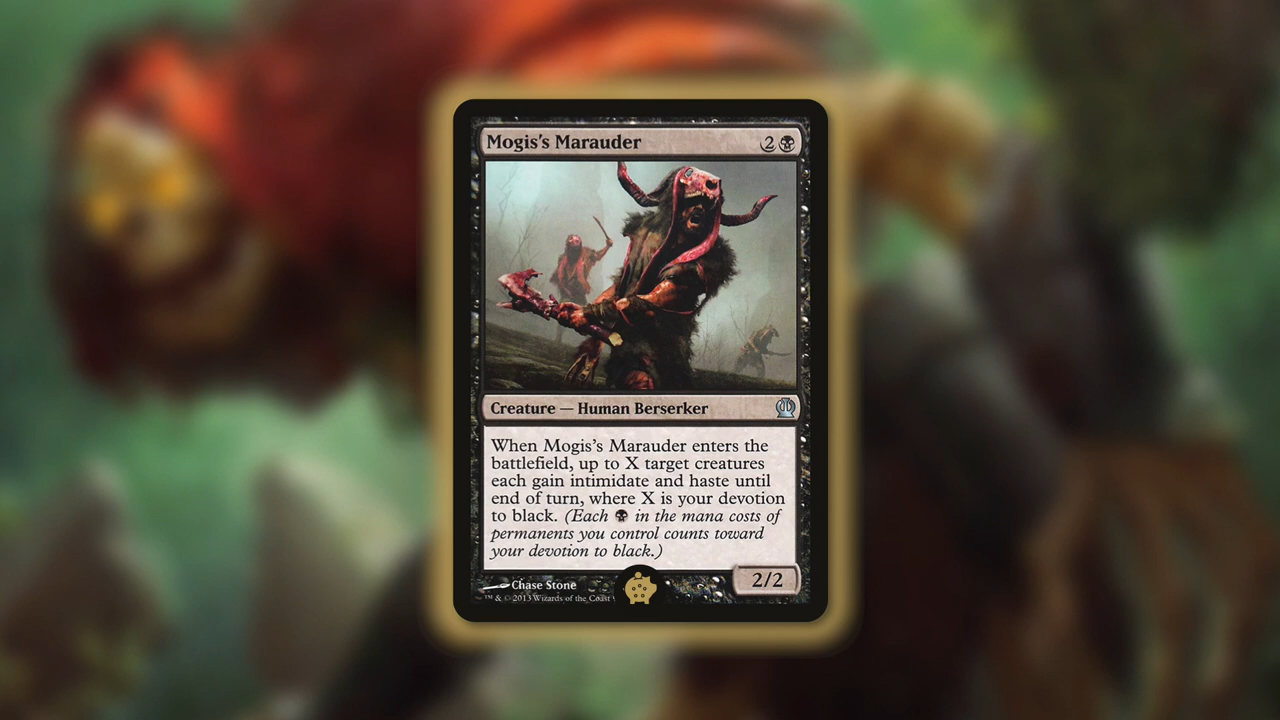 Mogis's Marauder 2
Creature — Human Berserker
When Mogis's Marauder enters the
battlefield, up to X target creatures
each gain intimidate and haste until
end of turn, where X is your devotion
to black. (Each in the mana costs of
permanents you control counts toward
your devotion to black.)
2/2
Chase Stone
™ & © 2013 Wizards of the Coast